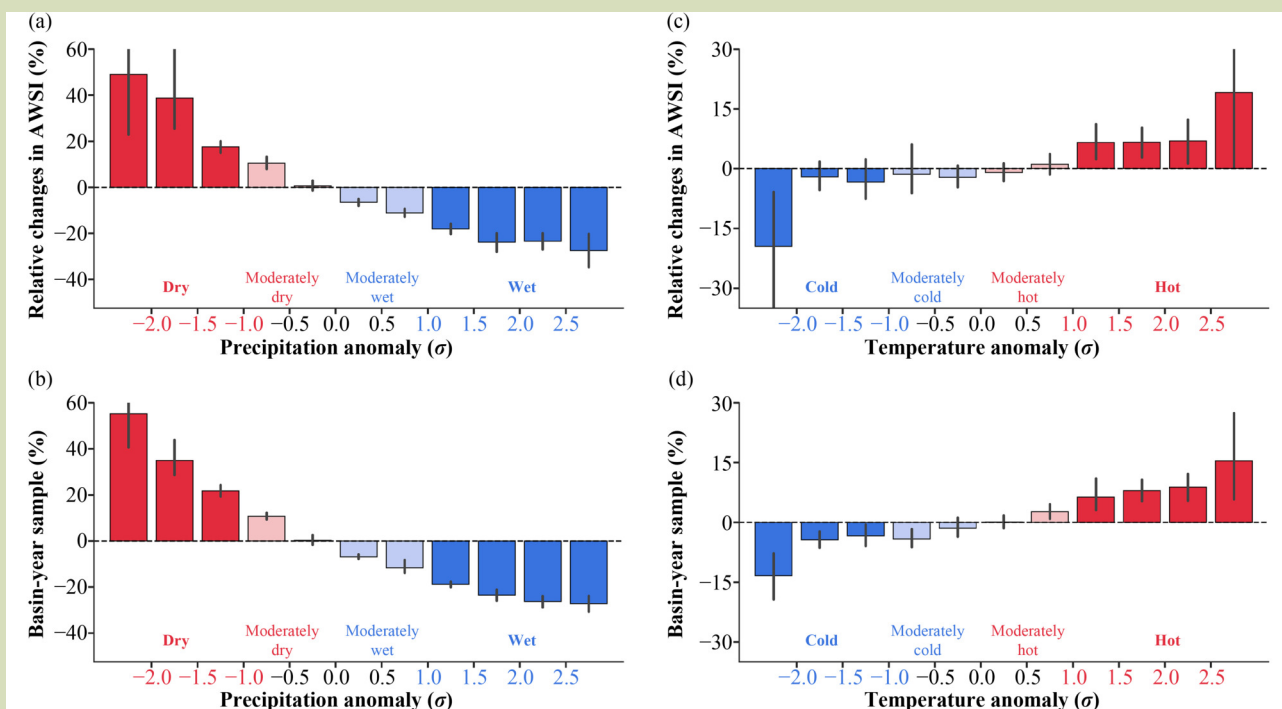 (a)
Relative changes in AWSI (%)
60
40
20
0
−20
−40
Dry
Moderately
dry
Moderately
wet
Wet
−2.0 −1.5 −1.0 −0.5 0.0 0.5 1.0 1.5 2.0 2.5
Precipitation anomaly (σ)
(c)
Relative changes in AWSI (%)
30
15
0
−15
−30
Cold
Moderately
cold
Moderately
hot
Hot
−2.0 −1.5 −1.0 −0.5 0.0 0.5 1.0 1.5 2.0 2.5
Temperature anomaly (σ)
(b)
Basin-year sample (%)
60
40
20
0
−20
−40
Dry
Moderately
dry
Moderately
wet
Wet
−2.0 −1.5 −1.0 −0.5 0.0 0.5 1.0 1.5 2.0 2.5
Precipitation anomaly (σ)
(d)
Basin-year sample (%)
30
15
0
−15
−30
Cold
Moderately
cold
Moderately
hot
Hot
−2.0 −1.5 −1.0 −0.5 0.0 0.5 1.0 1.5 2.0 2.5
Temperature anomaly (σ)